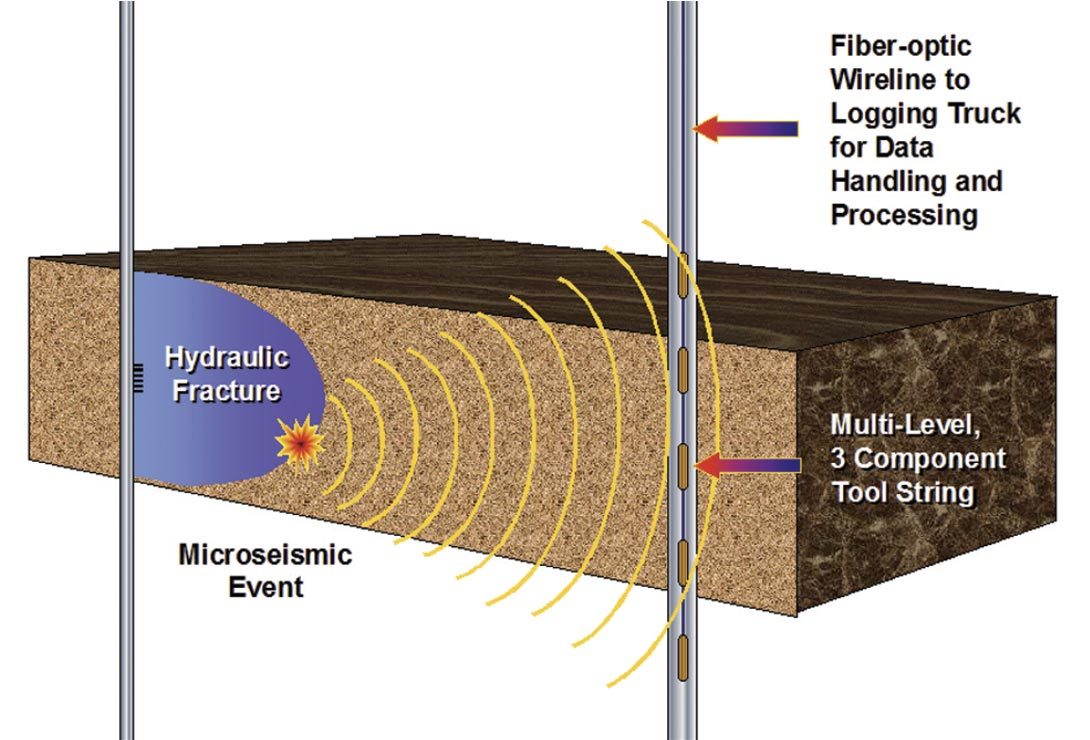 Fiber-optic
Wireline to
Logging Truck
for Data
Handling and
Processing
Hydraulic
Fracture
Multi-Level,
3 Component
Tool String
Microseismic
Event